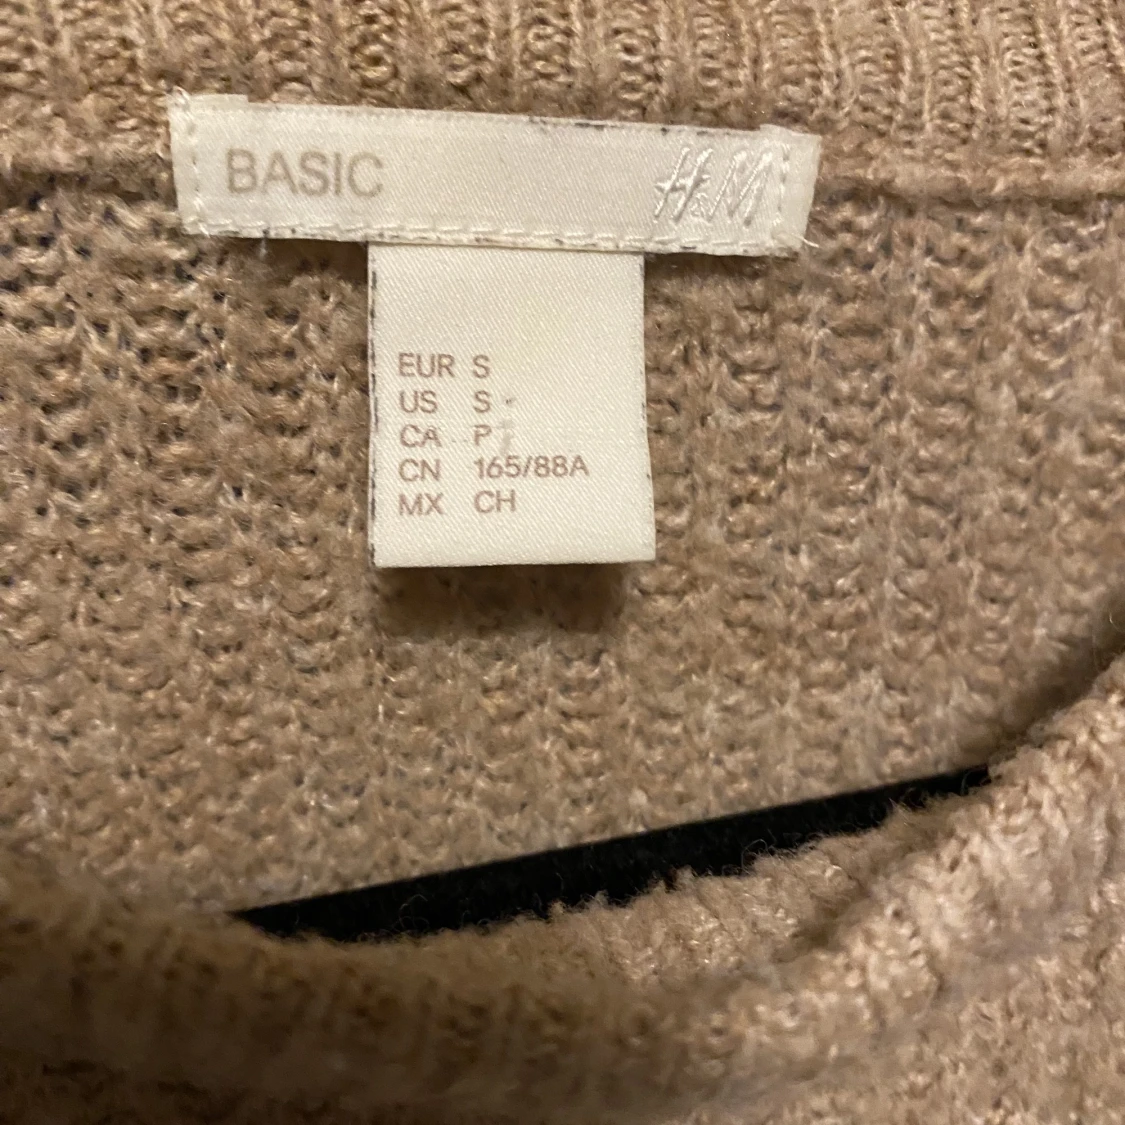 BASIC H&M
EUR S
US S
CA P
CN 165/88A
MX CH